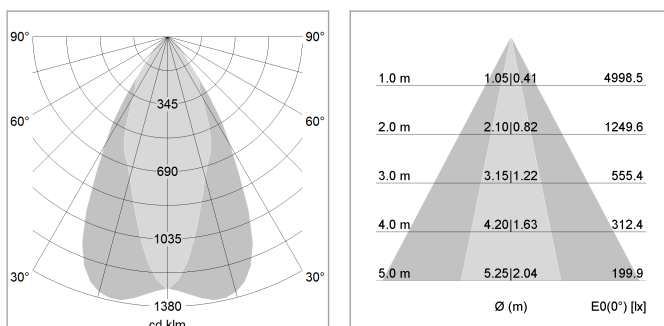 90° 90°
345
60° 60°
690
1035
30° 30°
1380
cd klm
1.0 m 1.05|0.41 4998.5
2.0 m 2.10|0.82 1249.6
3.0 m 3.15|1.22 555.4
4.0 m 4.20|1.63 312.4
5.0 m 5.25|2.04 199.9
Ø (m) E0(0°) [lx]